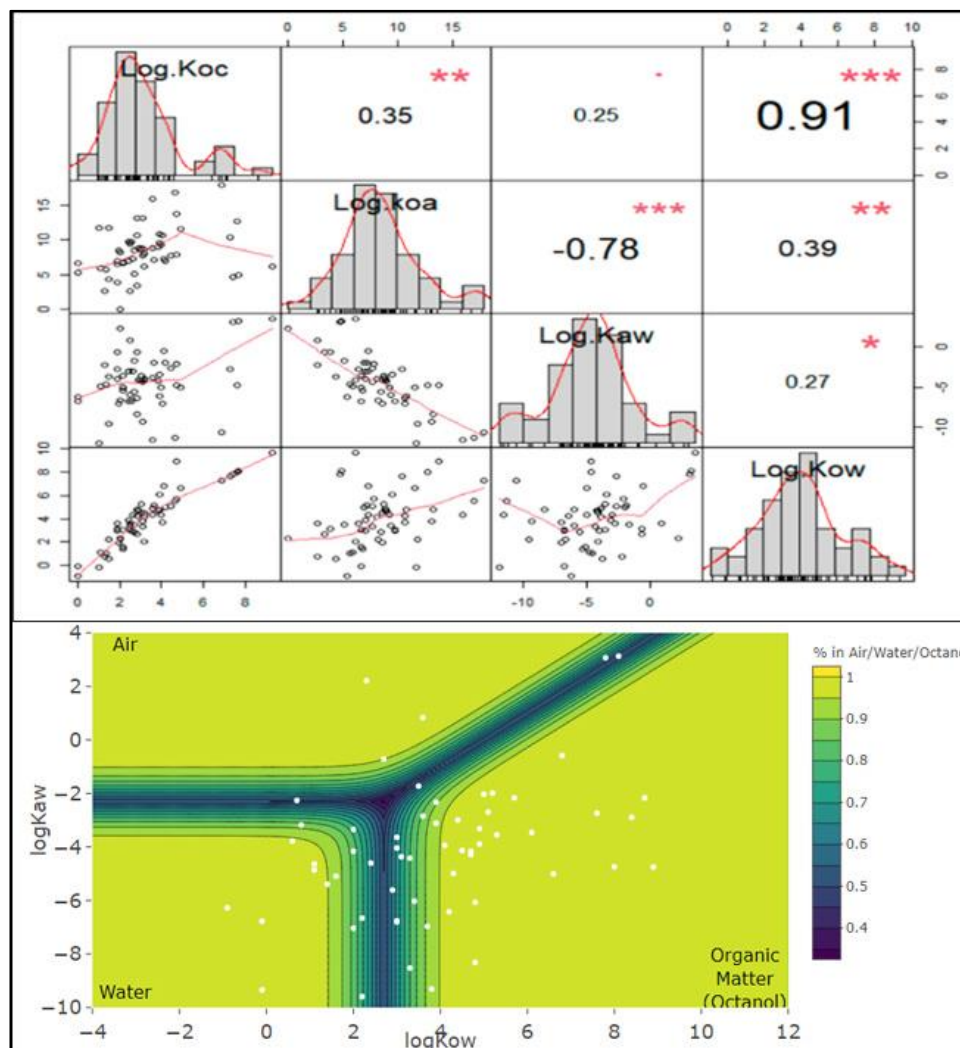 0 5 10 15
0 2 4 6 8 10
Log.Koc
**
0.35
.
0.25
***
0.91
0 2 4 6 8
0 5 10 15
Log.koa
***
-0.78
**
0.39
Log.Kaw
*
0.27
-10 -5 0
0 2 4 6 8 10
Log.Kow
0 2 4 6 8
-10 -5 0
4
2
0
−2
−4
−6
−8
−10
logKaw
Air
Water
Organic
Matter
(Octanol)
−4 −2 0 2 4 6 8 10 12
logKow
% in Air/Water/Octano
1
0.9
0.8
0.7
0.6
0.5
0.4